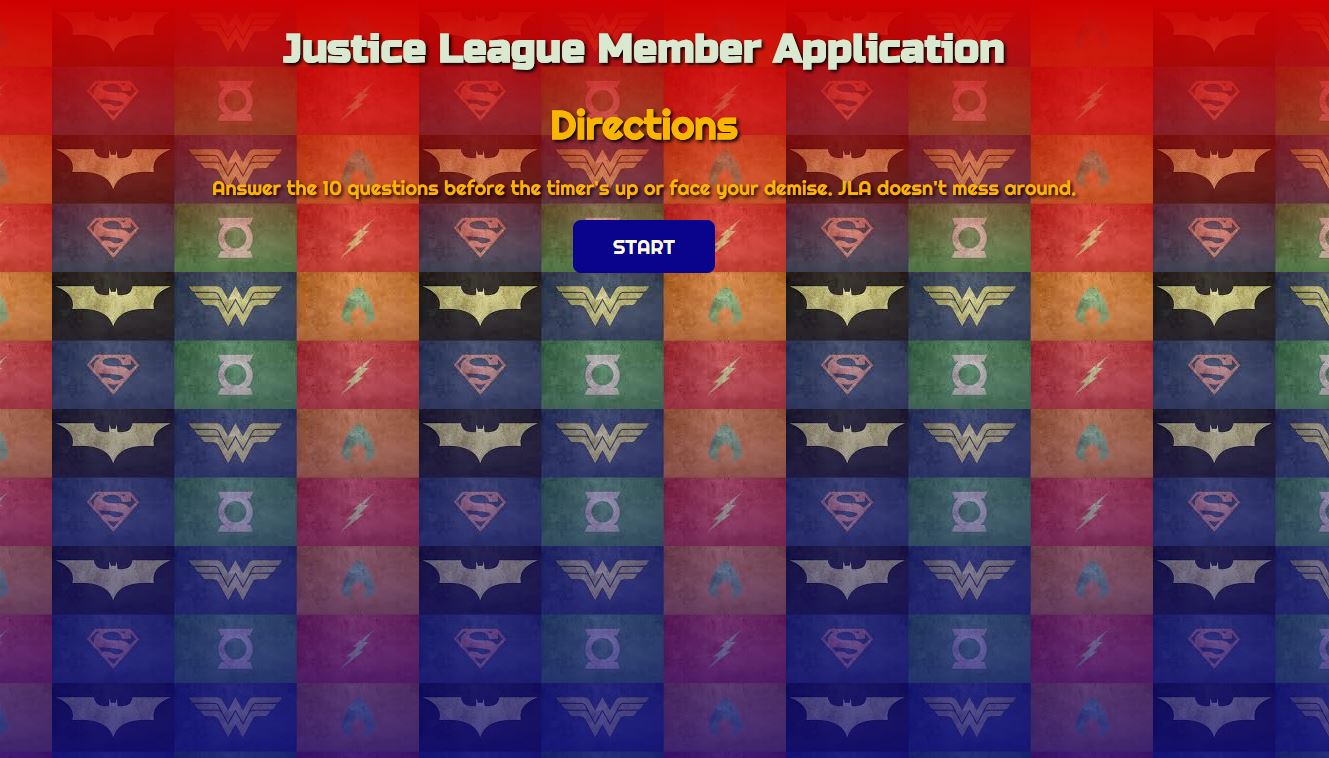 Justice League Member Application
Directions
Answer the 10 questions before the timer's up or face your demise. JLA doesn't mess around.
START